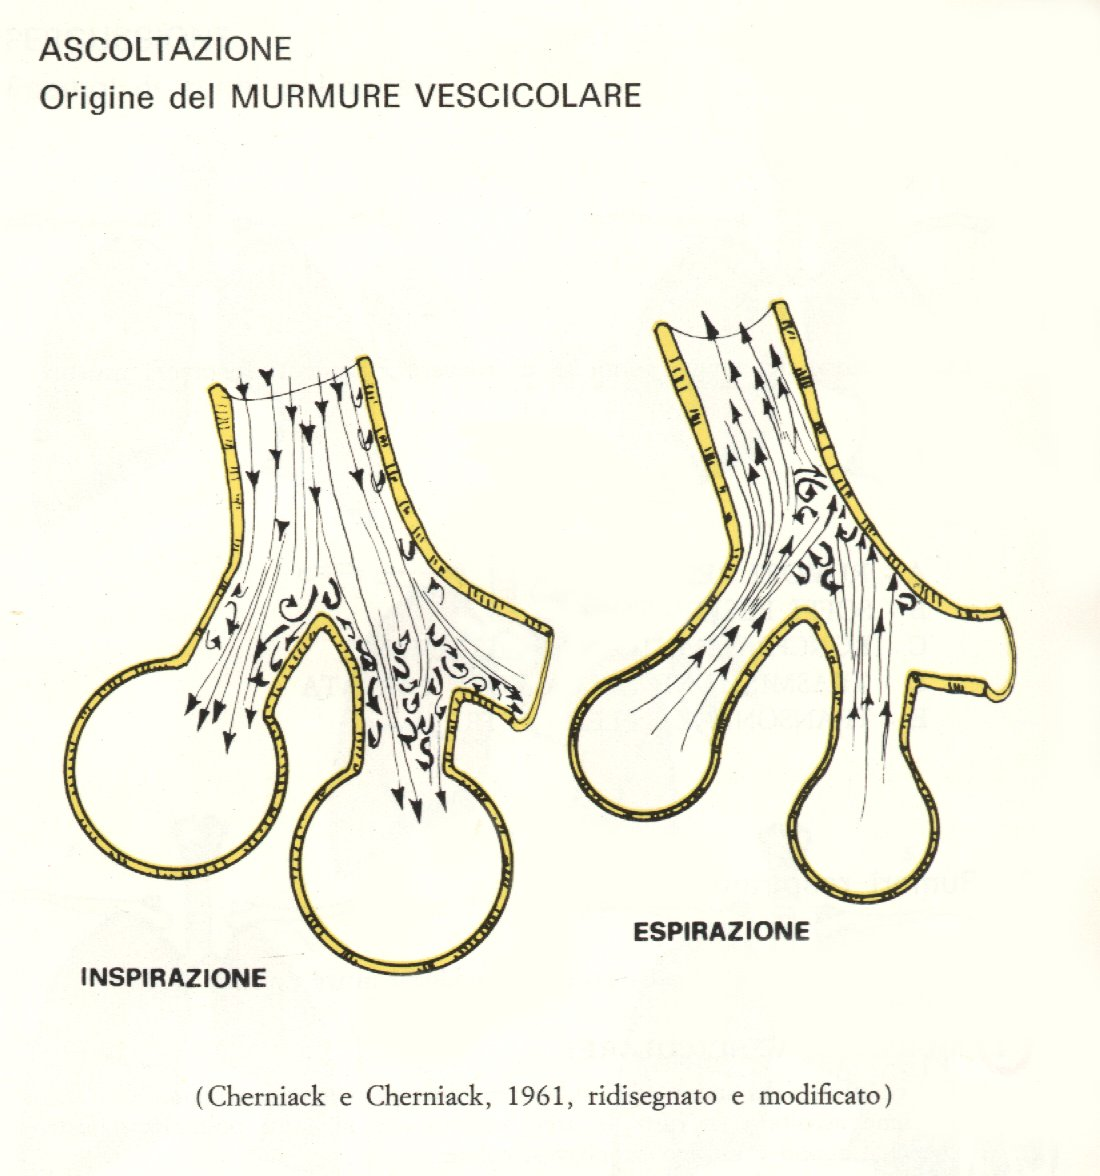 ASCOLTAZIONE
Origine del MURMURE VESCICOLARE
ESPIRAZIONE
INSPIRAZIONE
(Cherniack e Cherniack, 1961, ridisegnato e modificato)